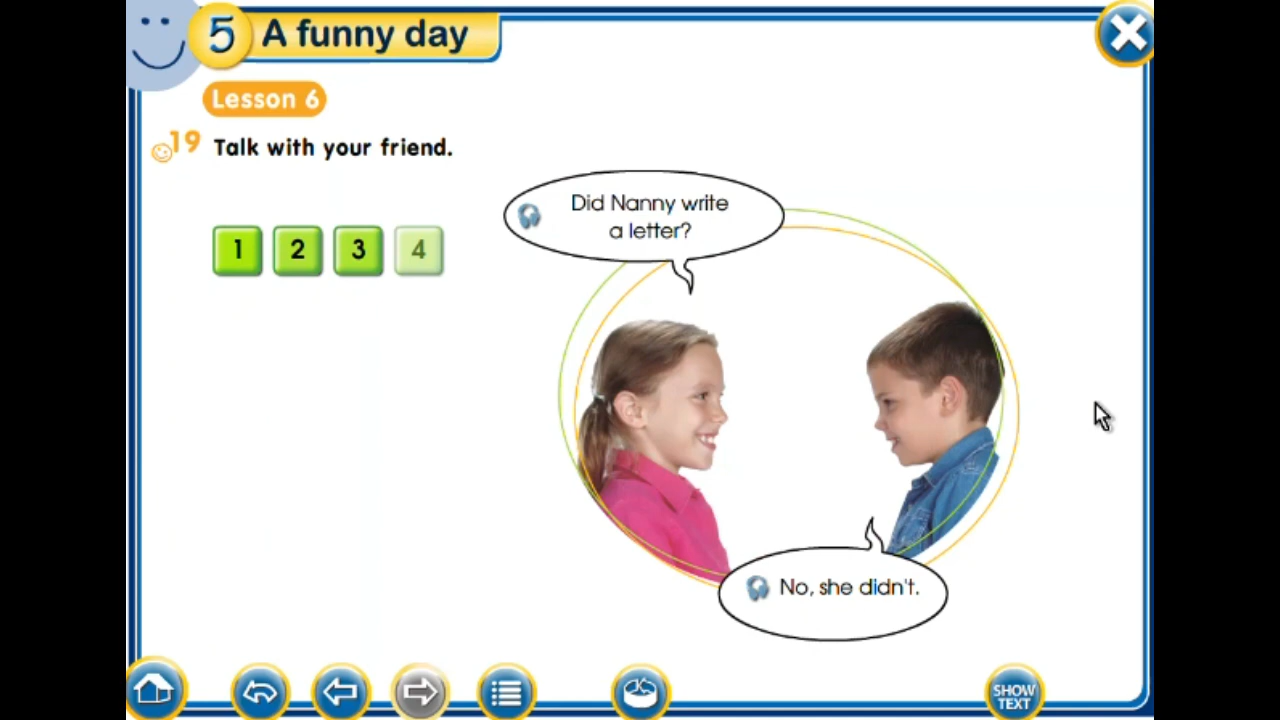 5 A funny day
Lesson 6
19 Talk with your friend.
1 2 3 4
Did Nanny write
a letter?
No, she didn't.
SHOW
TEXT